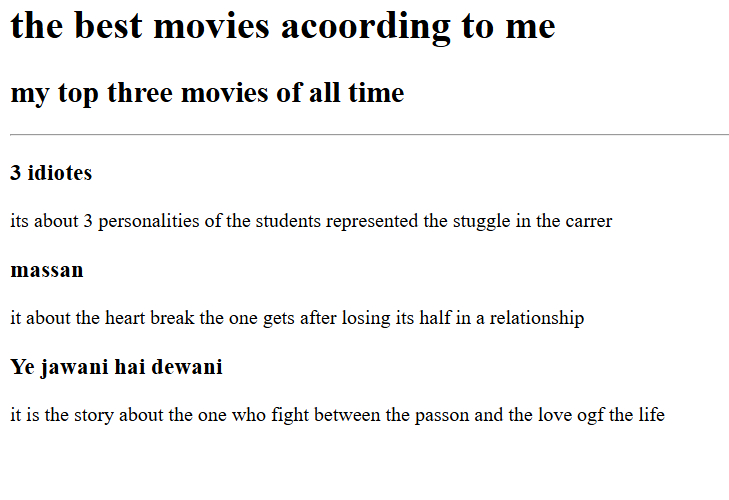 the best movies acoording to me
my top three movies of all time
3 idiotes
its about 3 personalities of the students represented the stuggle in the carrer
massan
it about the heart break the one gets after losing its half in a relationship
Ye jawani hai dewani
it is the story about the one who fight between the passon and the love ogf the life